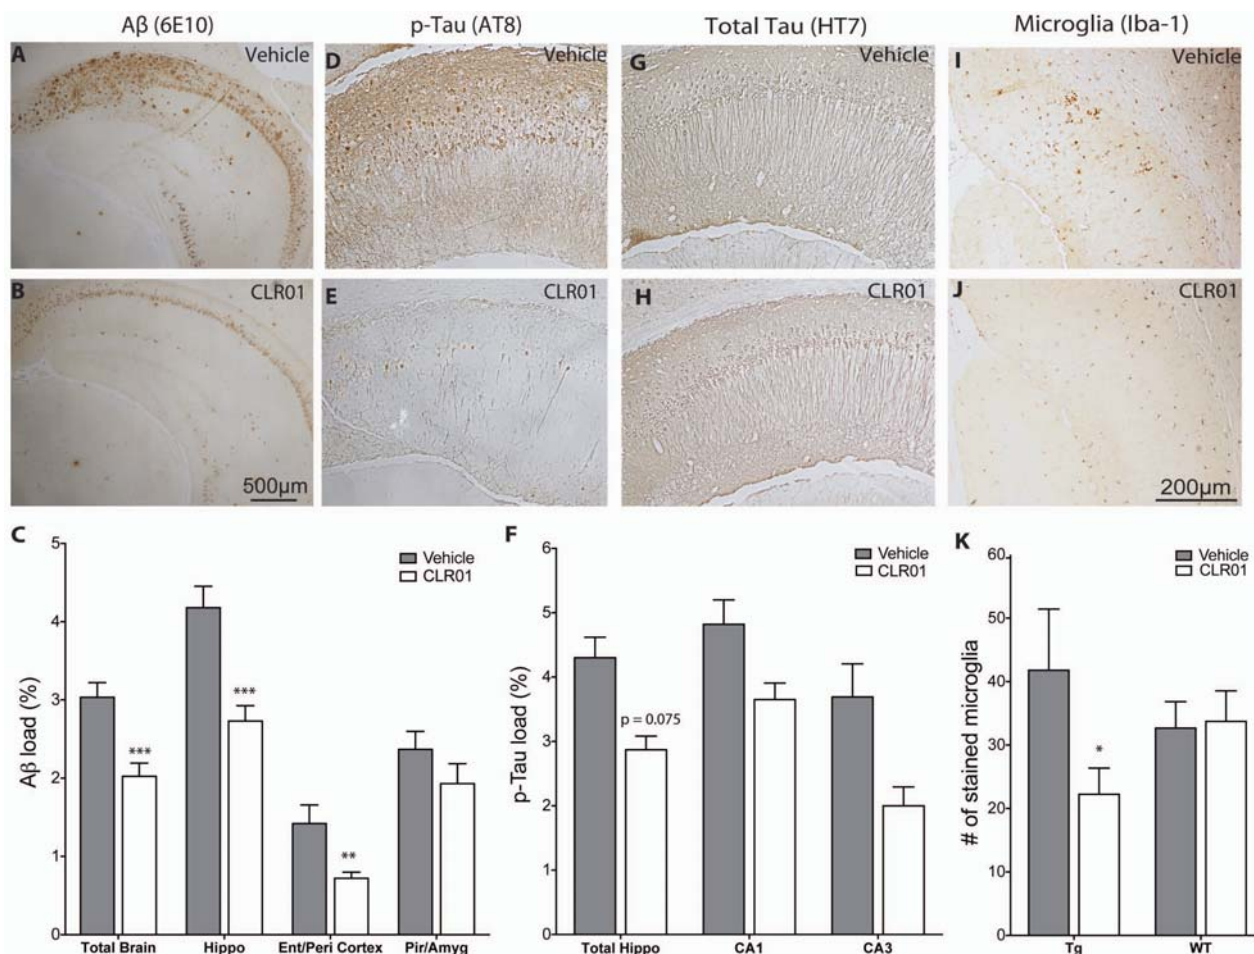 Aβ (6E10)
p-Tau (AT8)
Total Tau (HT7)
Microglia (Iba-1)
A
Vehicle
D
Vehicle
G
Vehicle
I
Vehicle
B
CLR01
500μm
E
CLR01
H
CLR01
J
CLR01
200μm
C
Aβ load (%)
5
4
3
2
1
0
Vehicle
CLR01
***
***
**
Total Brain
Hippo
Ent/Peri Cortex
Pir/Amyg
F
p-Tau load (%)
6
5
4
3
2
1
0
Vehicle
CLR01
p = 0.075
Total Hippo
CA1
CA3
K
# of stained microglia
60
50
40
30
20
10
0
Vehicle
CLR01
*
Tg
WT